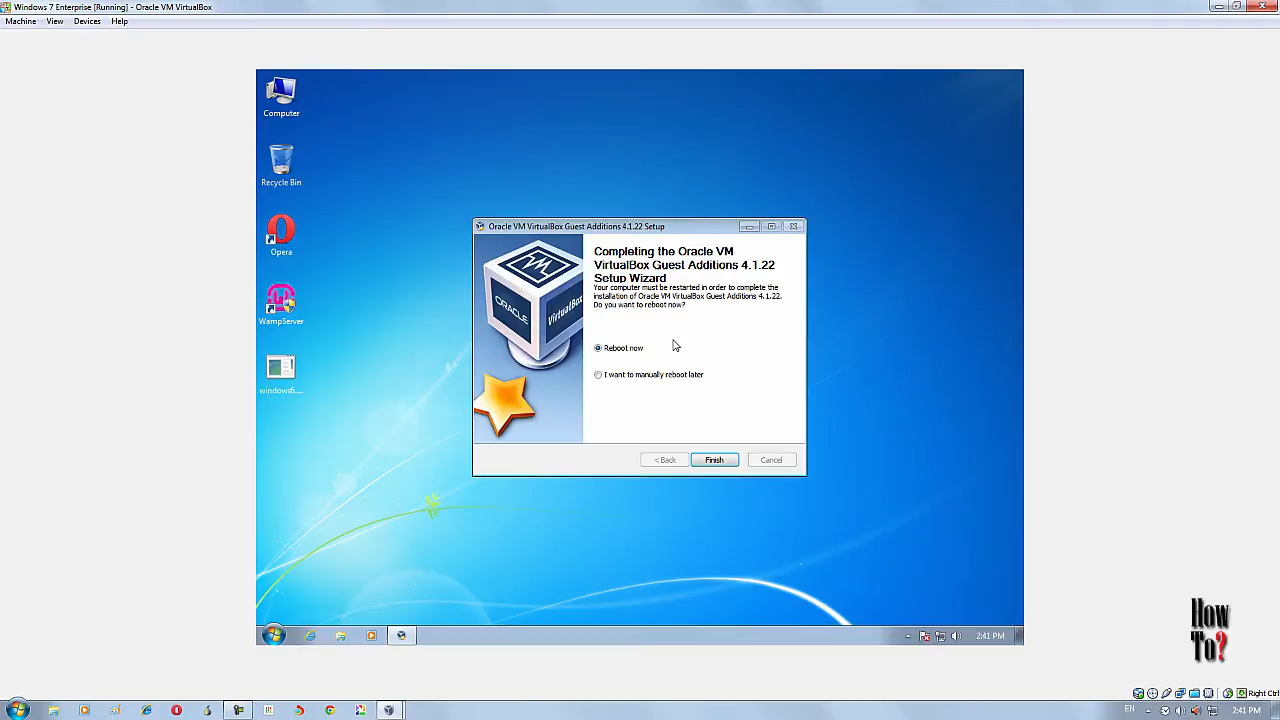 Windows 7 Enterprise [Running] - Oracle VM VirtualBox
Machine View Devices Help
Computer
Recycle Bin
Opera
WampServer
windows6....
Oracle VM VirtualBox Guest Additions 4.1.22 Setup
ORACLE
VirtualBox
Completing the Oracle VM
VirtualBox Guest Additions 4.1.22
Setup Wizard
Your computer must be restarted in order to complete the
installation of Oracle VM VirtualBox Guest Additions 4.1.22.
Do you want to reboot now?
Reboot now
I want to manually reboot later
< Back Finish Cancel
2:41 PM
How
To?
Right Ctrl
EN 2:41 PM